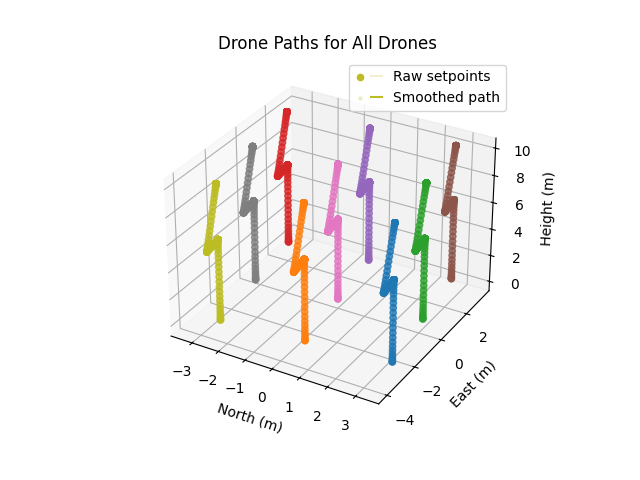 Drone Paths for All Drones
Raw setpoints
Smoothed path
10
8
6
4
2
0
Height (m)
−3
−2
−1
0
1
2
3
North (m)
−4
−2
0
2
East (m)